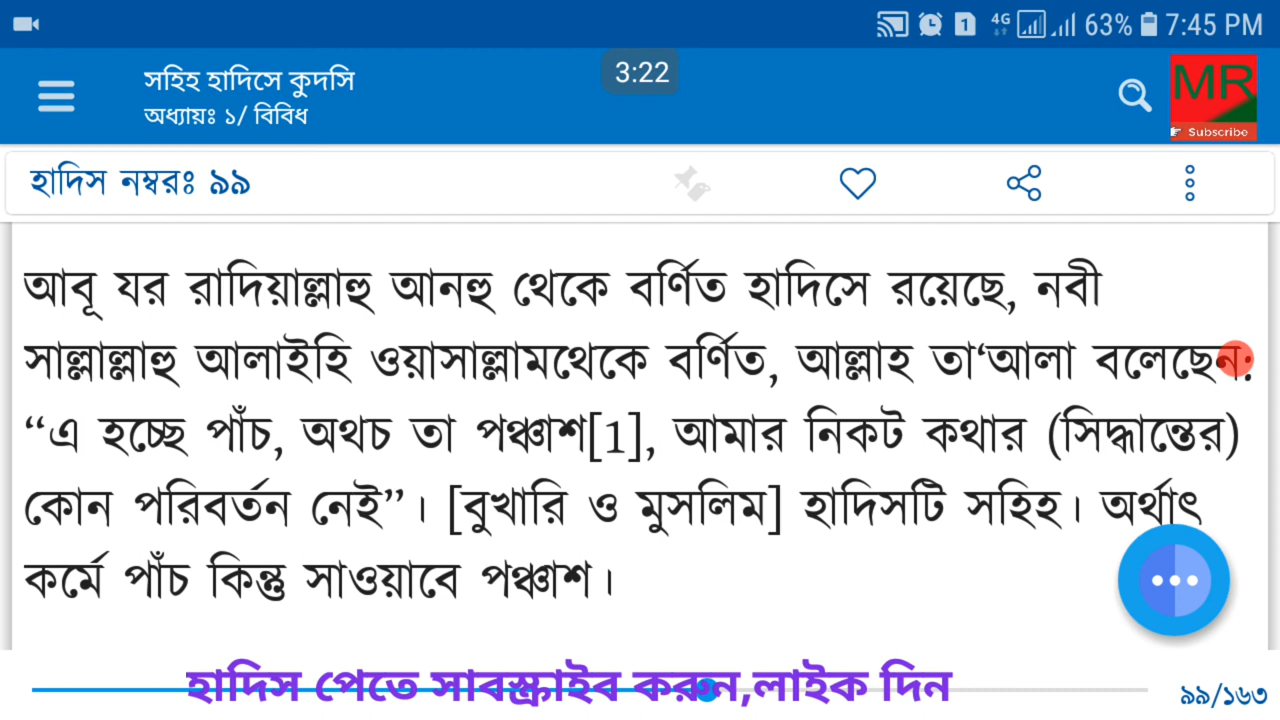 4G 63% 7:45 PM
সহিহ হাদিসে কুদসি
অধ্যায়ঃ ১/ বিবিধ
3:22
MR
Subscribe
হাদিস নম্বরঃ ৯৯
আবূ যর রাদিয়াল্লাহু আনহু থেকে বর্ণিত হাদিসে রয়েছে, নবী
সাল্লাল্লাহু আলাইহি ওয়াসাল্লামথেকে বর্ণিত, আল্লাহ তা‘আলা বলেছেন:
“এ হচ্ছে পাঁচ, অথচ তা পঞ্চাশ[1], আমার নিকট কথার (সিদ্ধান্তের)
কোন পরিবর্তন নেই”। [বুখারি ও মুসলিম] হাদিসটি সহিহ। অর্থাৎ
কর্মে পাঁচ কিন্তু সাওয়াবে পঞ্চাশ।
হাদিস পেতে সাবস্ক্রাইব করুন,লাইক দিন
৯৯/১৬৩